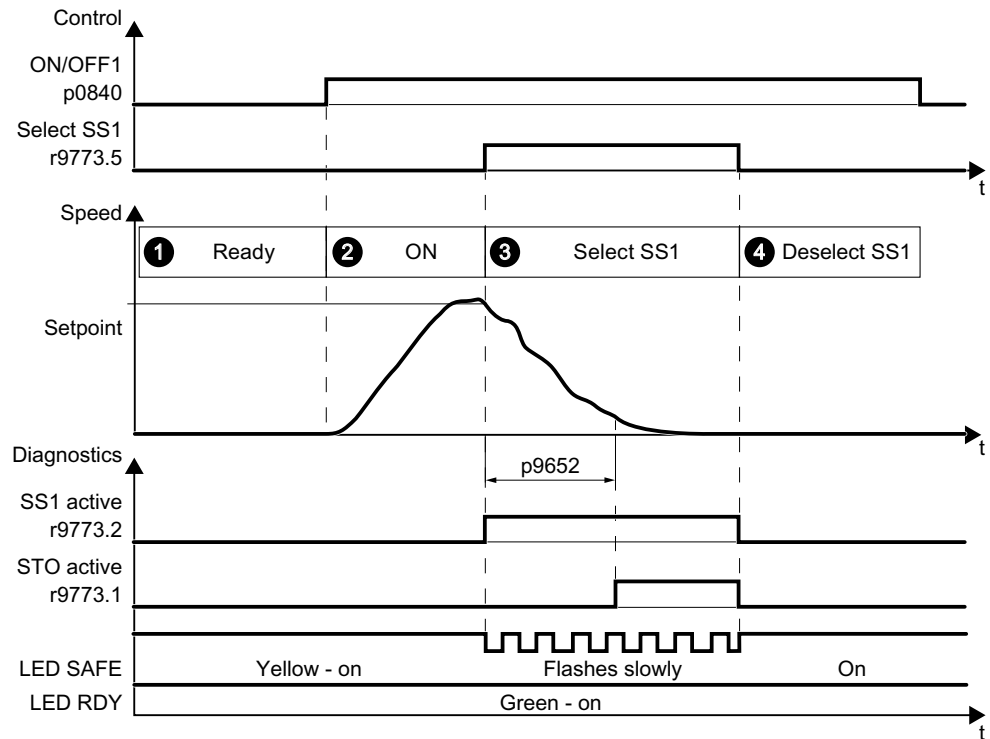 Control
ON/OFF1
p0840
Select SS1
r9773.5
t
Speed
1 Ready 2 ON 3 Select SS1 4 Deselect SS1
Setpoint
t
Diagnostics
p9652
SS1 active
r9773.2
STO active
r9773.1
LED SAFE Yellow - on Flashes slowly On
LED RDY Green - on
t